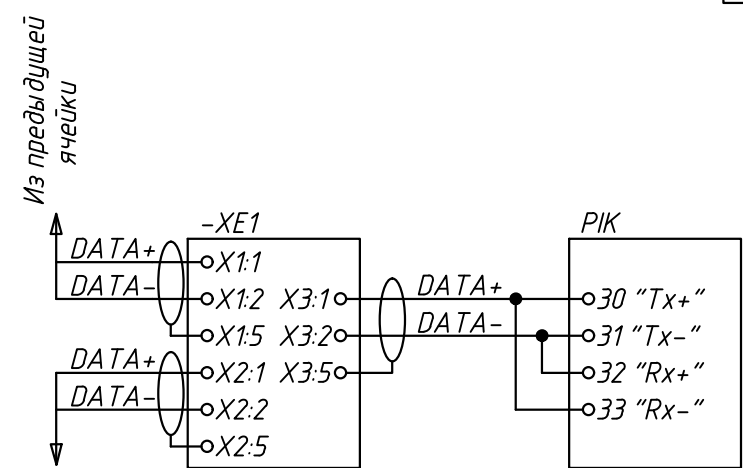 Из предыдущей
ячейки
-XE1
PIK
DATA+
X1:1
DATA-
X1:2
X3:1
DATA+
30 "Tx+"
X1:5
X3:2
DATA-
31 "Tx-"
DATA+
X2:1
X3:5
32 "Rx+"
DATA-
X2:2
33 "Rx-"
X2:5